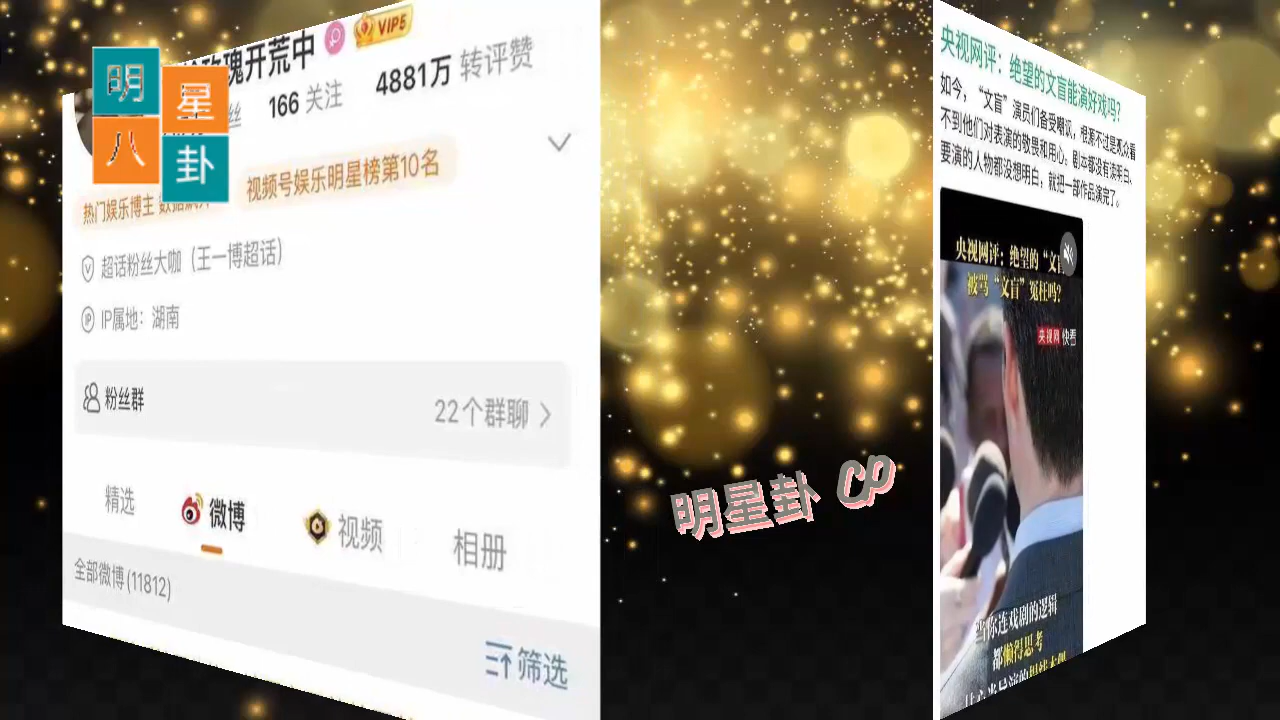 明星
八卦
玫瑰开荒中
VIP5
166 关注
4881万 转评赞
热门娱乐博主
视频号娱乐明星榜第10名
超话粉丝大咖（王一博超话）
IP属地：湖南
粉丝群
22个群聊
精选
微博
视频
相册
全部微博(11812)
筛选
明星卦 CP
央视网评：绝望的文盲能演好戏吗？
如今，“文盲”演员们备受嘲讽，根源不过是观众看
不到他们对表演的敬畏和用心。剧本都没有读明白、
要演的人物都没想明白，就把一部作品演完了。
央视网评：绝望的“文
被骂“文盲”冤枉吗？
央视网 快看
当你连戏剧的逻辑
都懒得思考